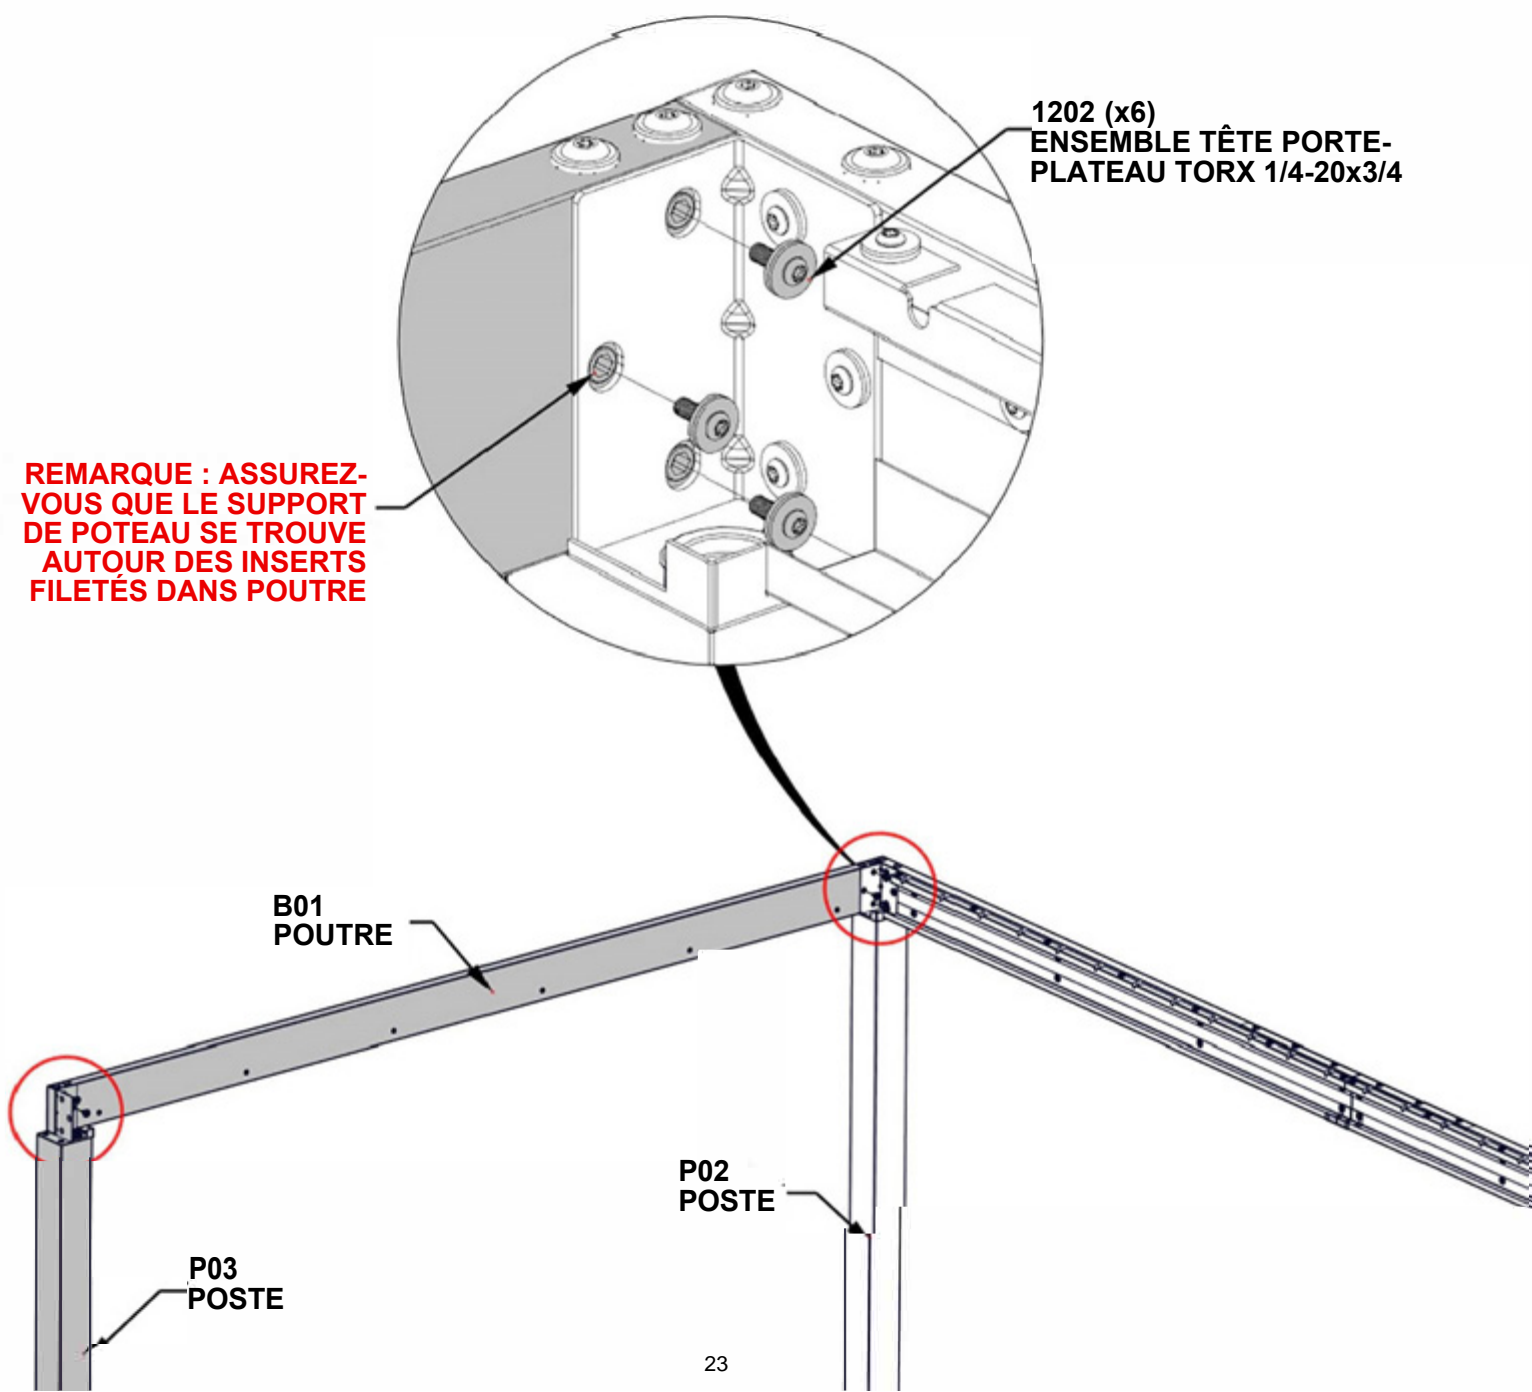 1202 (x6)
ENSEMBLE TÊTE PORTE-
PLATEAU TORX 1/4-20x3/4
REMARQUE : ASSUREZ-
VOUS QUE LE SUPPORT
DE POTEAU SE TROUVE
AUTOUR DES INSERTS
FILETÉS DANS POUTRE
B01
POUTRE
P02
POSTE
P03
POSTE
23